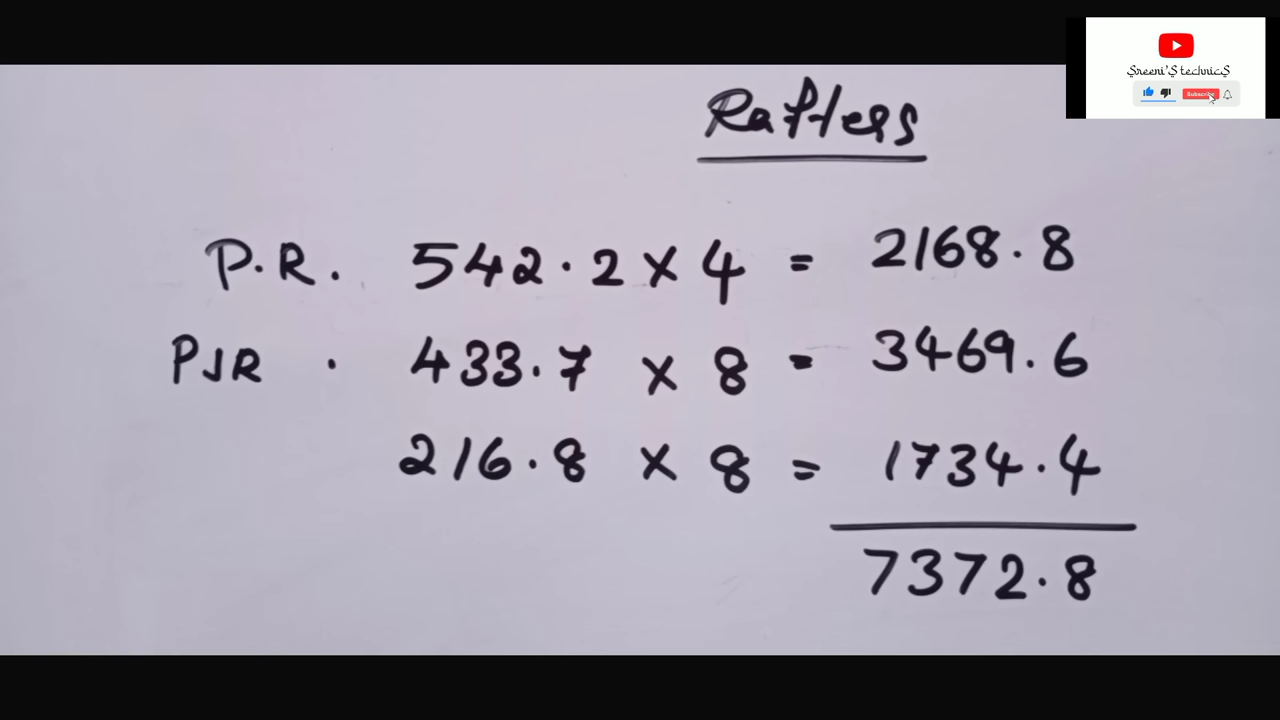 Sreeni'S technicS
Subscribe
Rafters
P.R. 542.2 X 4 = 2168.8
PJR . 433.7 X 8 = 3469.6
216.8 X 8 = 1734.4
7372.8